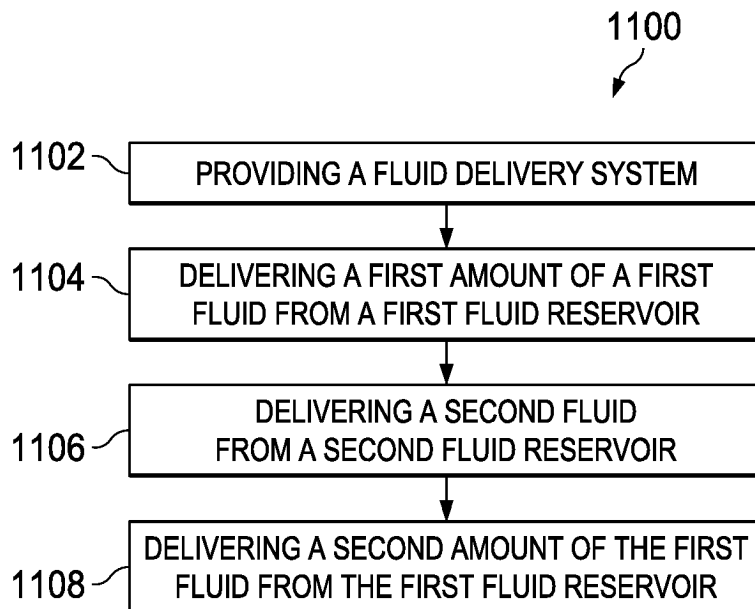 1100
1102
PROVIDING A FLUID DELIVERY SYSTEM
1104
DELIVERING A FIRST AMOUNT OF A FIRST
FLUID FROM A FIRST FLUID RESERVOIR
1106
DELIVERING A SECOND FLUID
FROM A SECOND FLUID RESERVOIR
1108
DELIVERING A SECOND AMOUNT OF THE FIRST
FLUID FROM THE FIRST FLUID RESERVOIR